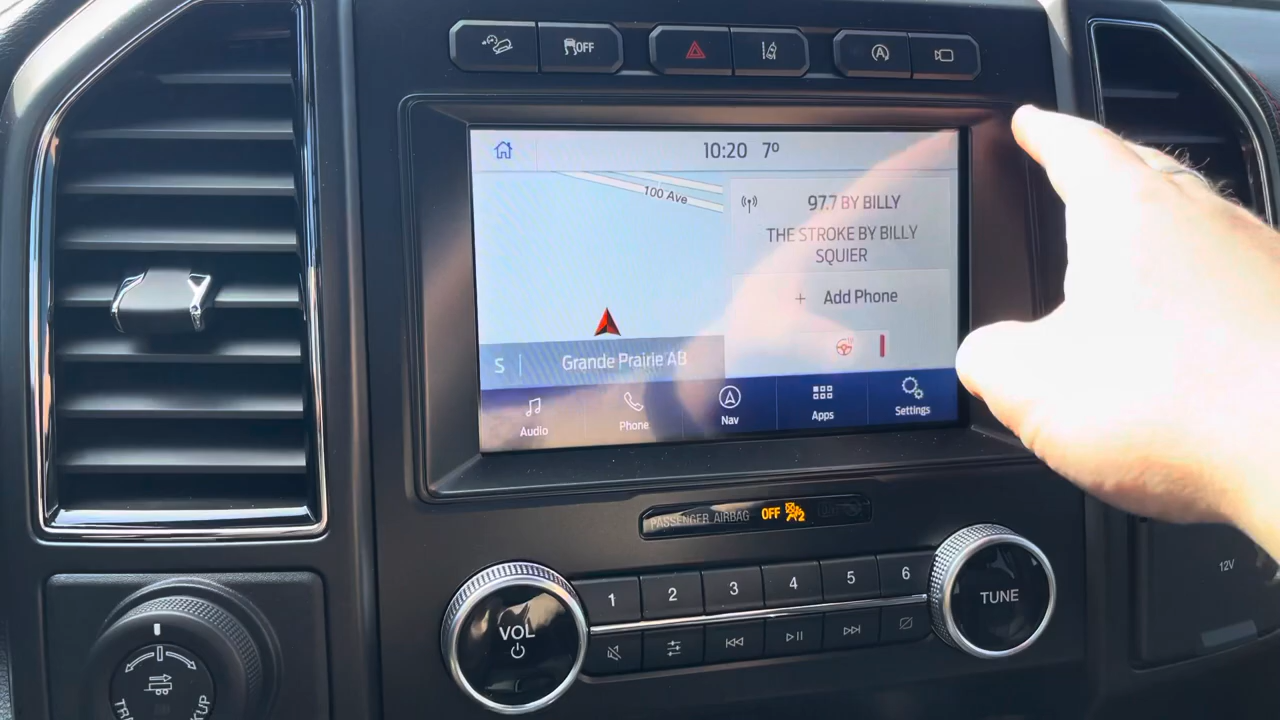 OFF
10:20 7º
100 Ave
97.7 BY BILLY
THE STROKE BY BILLY
SQUIER
+ Add Phone
S | Grande Prairie AB
Audio
Phone
Nav
Apps
Settings
PASSENGER AIRBAG OFF 2
1 2 3 4 5 6
VOL
TUNE
12V